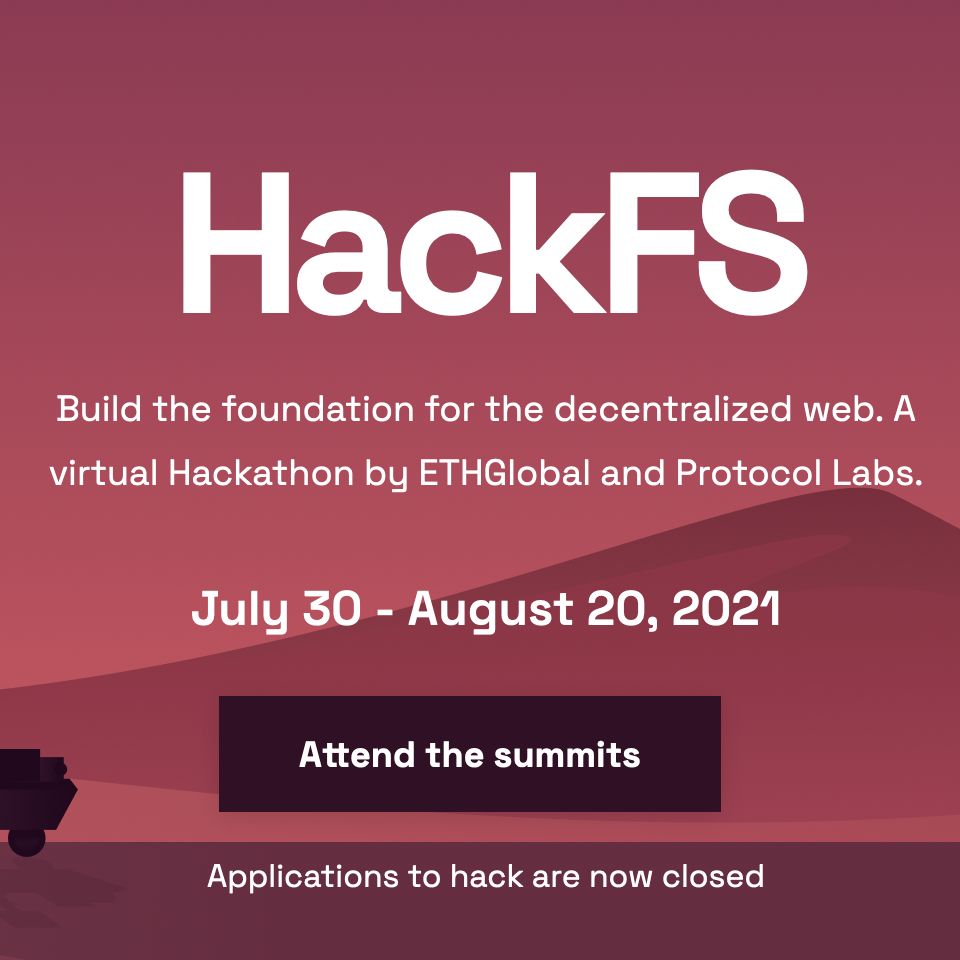 HackFS
Build the foundation for the decentralized web. A
virtual Hackathon by ETHGlobal and Protocol Labs.
July 30 - August 20, 2021
Attend the summits
Applications to hack are now closed